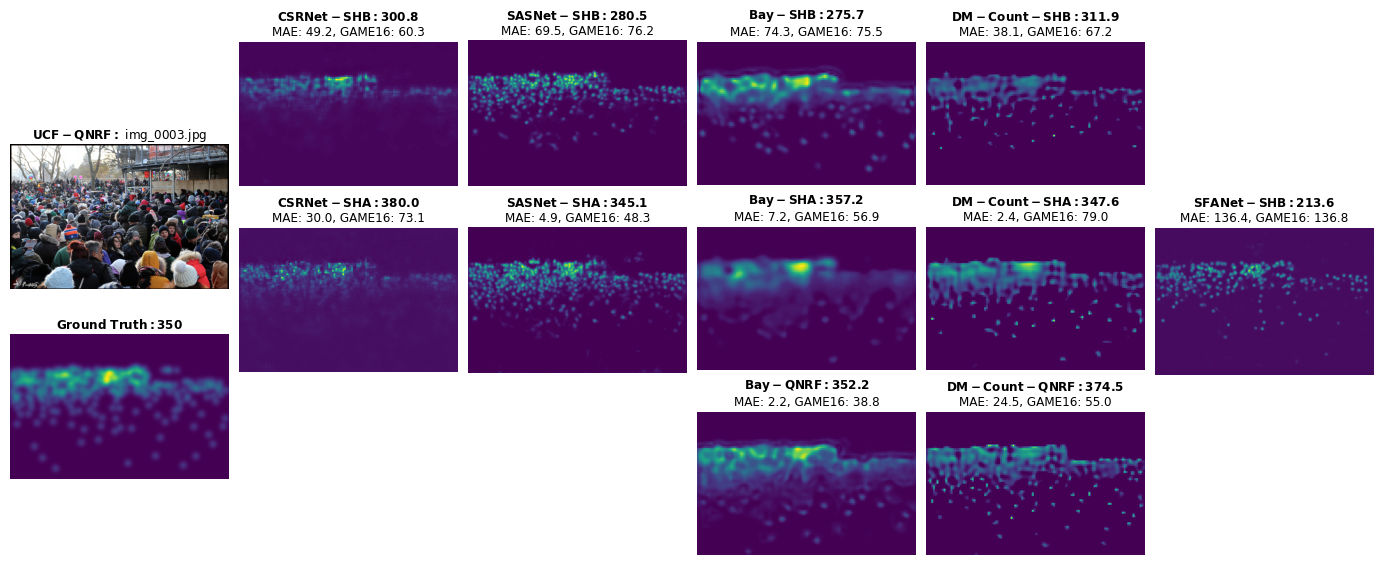 CSRNet − SHB : 300.8
MAE: 49.2, GAME16: 60.3
SASNet − SHB : 280.5
MAE: 69.5, GAME16: 76.2
Bay − SHB : 275.7
MAE: 74.3, GAME16: 75.5
DM − Count − SHB : 311.9
MAE: 38.1, GAME16: 67.2
UCF − QNRF : img_0003.jpg
CSRNet − SHA : 380.0
MAE: 30.0, GAME16: 73.1
SASNet − SHA : 345.1
MAE: 4.9, GAME16: 48.3
Bay − SHA : 357.2
MAE: 7.2, GAME16: 56.9
DM − Count − SHA : 347.6
MAE: 2.4, GAME16: 79.0
SFANet − SHB : 213.6
MAE: 136.4, GAME16: 136.8
Ground Truth : 350
Bay − QNRF : 352.2
MAE: 2.2, GAME16: 38.8
DM − Count − QNRF : 374.5
MAE: 24.5, GAME16: 55.0